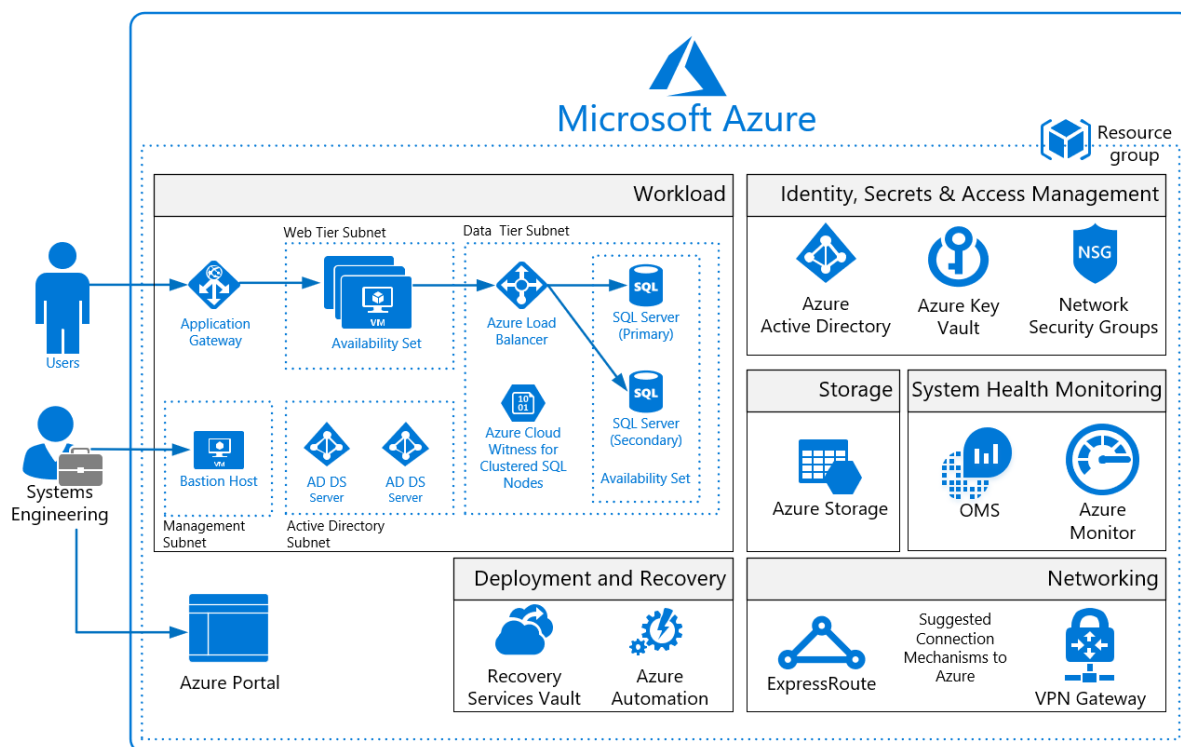 Microsoft Azure
Resource
group
Workload
Web Tier Subnet
Data Tier Subnet
Users
Application
Gateway
VM
Availability Set
Azure Load
Balancer
SQL
SQL Server
(Primary)
SQL
SQL Server
(Secondary)
Availability Set
10
01
Azure Cloud
Witness for
Clustered SQL
Nodes
Systems
Engineering
VM
Bastion Host
Management
Subnet
AD DS
Server
AD DS
Server
Active Directory
Subnet
Azure Portal
Identity, Secrets & Access Management
Azure
Active Directory
Azure Key
Vault
NSG
Network
Security Groups
Storage
Azure Storage
System Health Monitoring
OMS
Azure
Monitor
Deployment and Recovery
Recovery
Services Vault
Azure
Automation
Networking
ExpressRoute
Suggested
Connection
Mechanisms to
Azure
VPN Gateway